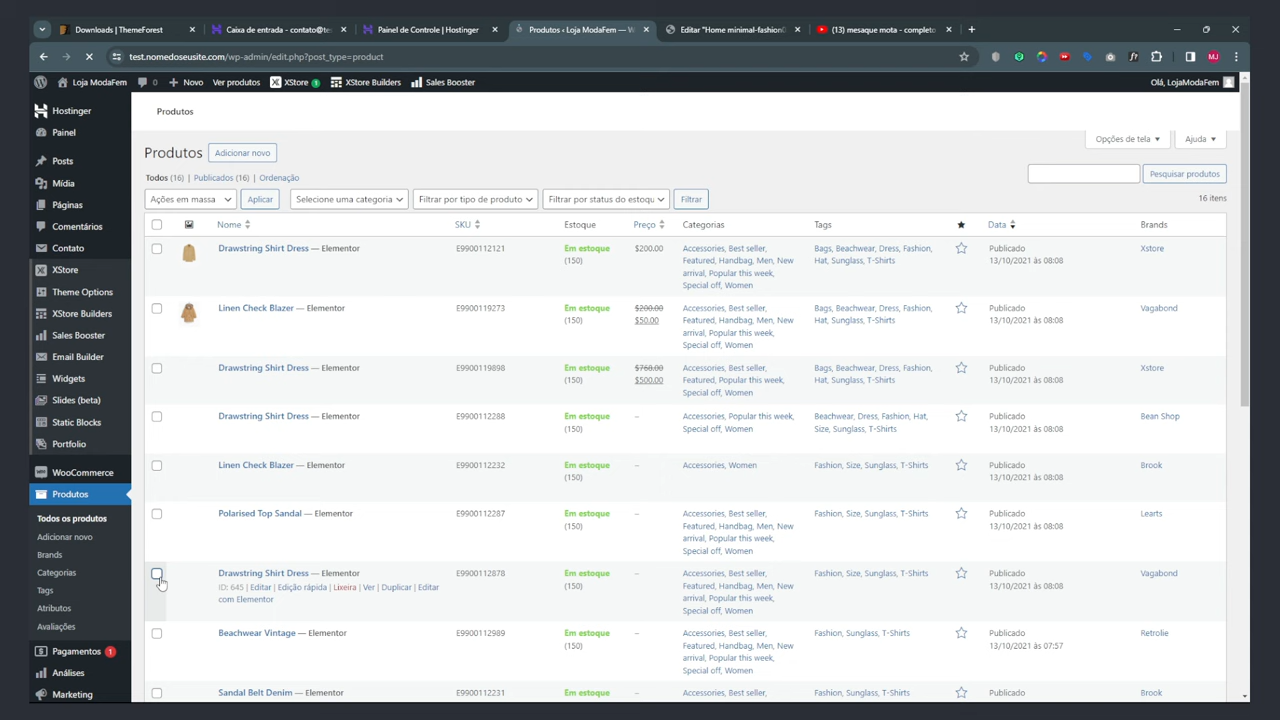 Downloads | ThemeForest
Caixa de entrada - contato@te
Painel de Controle | Hostinger
Produtos ‹ Loja ModaFem — W
Editar "Home minimal-fashion
(13) mesaque mota - completo
test.nomedoseusite.com/wp-admin/edit.php?post_type=product
Loja ModaFem 0 Novo Ver produtos XStore 1 XStore Builders Sales Booster
Olá, LojaModaFem
Hostinger
Painel
Posts
Mídia
Páginas
Comentários
Contato
XStore
Theme Options
XStore Builders
Sales Booster
Email Builder
Widgets
Slides (beta)
Static Blocks
Portfolio
WooCommerce
Produtos
Todos os produtos
Adicionar novo
Brands
Categorias
Tags
Atributos
Avaliações
Pagamentos 1
Análises
Marketing
Produtos
Opções de tela
Ajuda
Produtos Adicionar novo
Todos (16) | Publicados (16) | Ordenação
Pesquisar produtos
Ações em massa Aplicar Selecione uma categoria Filtrar por tipo de produto Filtrar por status do estoqu Filtrar
16 itens
Nome SKU Estoque Preço Categorias Tags Data Brands
Drawstring Shirt Dress — Elementor E9900112121 Em estoque $200.00 Accessories, Best seller, Bags, Beachwear, Dress, Fashion, Publicado Xstore
(150) Featured, Handbag, Men, New Hat, Sunglass, T-Shirts 13/10/2021 às 08:08
arrival, Popular this week,
Special off, Women
Linen Check Blazer — Elementor E9900119273 Em estoque $200.00 Accessories, Best seller, Bags, Beachwear, Dress, Fashion, Publicado Vagabond
(150) $50.00 Featured, Handbag, Men, New Hat, Sunglass, T-Shirts 13/10/2021 às 08:08
arrival, Popular this week,
Special off, Women
Drawstring Shirt Dress — Elementor E9900119898 Em estoque $768.00 Accessories, Best seller, Bags, Beachwear, Dress, Fashion, Publicado Xstore
(150) $500.00 Featured, Popular this week, Hat, Sunglass, T-Shirts 13/10/2021 às 08:08
Special off, Women
Drawstring Shirt Dress — Elementor E9900112288 Em estoque – Accessories, Popular this week, Beachwear, Dress, Fashion, Hat, Publicado Bean Shop
(150) Special off, Women Size, Sunglass, T-Shirts 13/10/2021 às 08:08
Linen Check Blazer — Elementor E9900112232 Em estoque – Accessories, Women Fashion, Size, Sunglass, T-Shirts Publicado Brook
(150) 13/10/2021 às 08:08
Polarised Top Sandal — Elementor E9900112287 Em estoque – Accessories, Best seller, Fashion, Size, Sunglass, T-Shirts Publicado Learts
(150) Featured, Handbag, Men, New 13/10/2021 às 08:08
arrival, Popular this week,
Special off, Women
Drawstring Shirt Dress — Elementor E9900112878 Em estoque – Accessories, Best seller, Fashion, Size, Sunglass, T-Shirts Publicado Vagabond
ID: 645 | Editar | Edição rápida | Lixeira | Ver | Duplicar | Editar (150) Featured, Handbag, Men, New 13/10/2021 às 08:08
com Elementor arrival, Popular this week,
Special off, Women
Beachwear Vintage — Elementor E9900112989 Em estoque – Accessories, Best seller, Fashion, Sunglass, T-Shirts Publicado Retrolie
(150) Featured, Handbag, Men, New 13/10/2021 às 07:57
arrival, Popular this week,
Special off, Women
Sandal Belt Denim — Elementor E9900112231 Em estoque – Accessories, Best seller, Fashion, Size, Sunglass, T-Shirts Publicado Brook